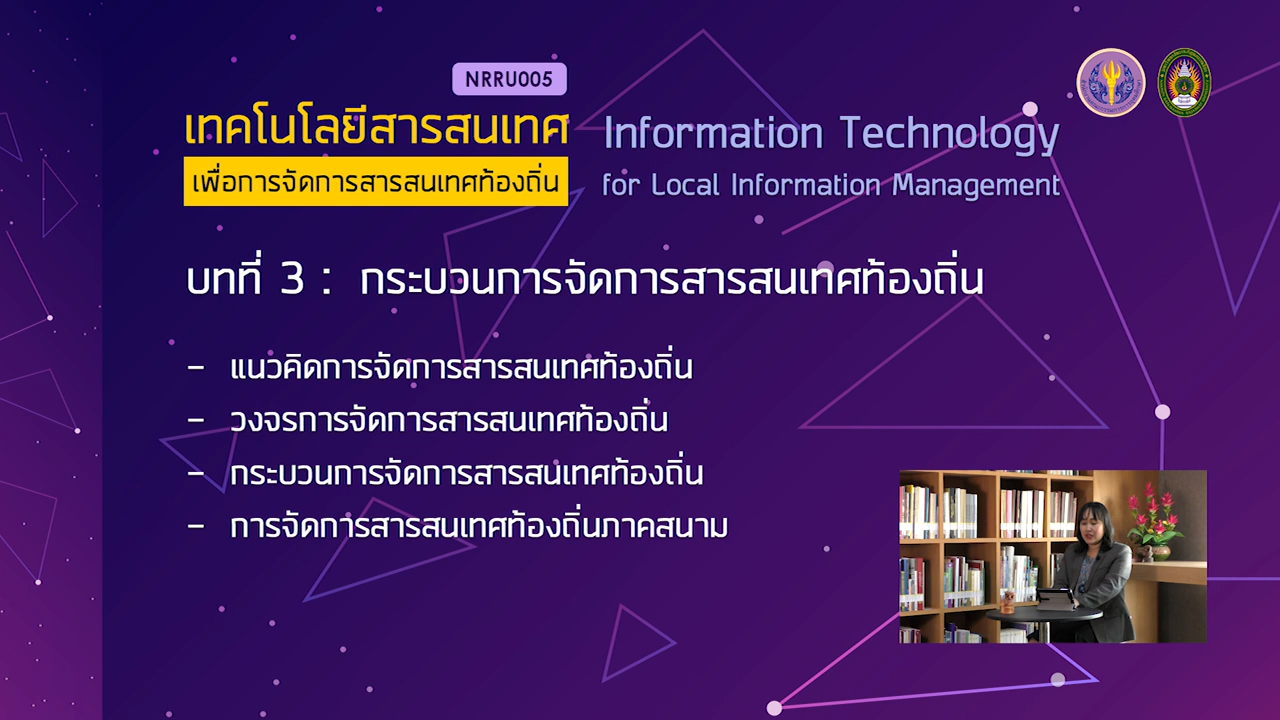 NRRU005
เทคโนโลยีสารสนเทศ
เพื่อการจัดการสารสนเทศท้องถิ่น
Information Technology
for Local Information Management
บทที่ 3 : กระบวนการจัดการสารสนเทศท้องถิ่น
- แนวคิดการจัดการสารสนเทศท้องถิ่น
- วงจรการจัดการสารสนเทศท้องถิ่น
- กระบวนการจัดการสารสนเทศท้องถิ่น
- การจัดการสารสนเทศท้องถิ่นภาคสนาม